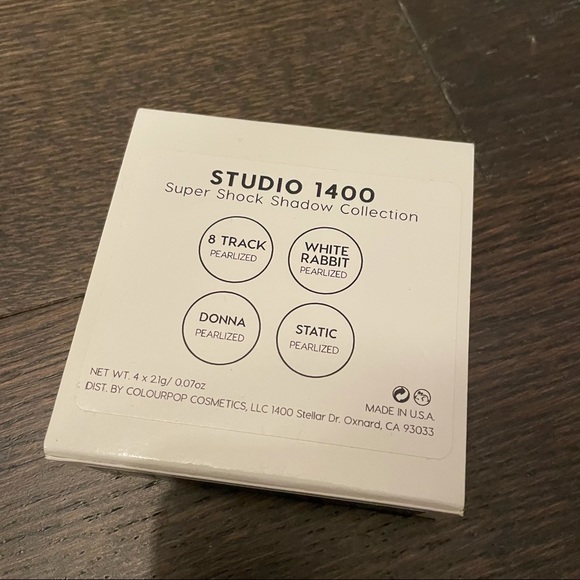 STUDIO 1400
Super Shock Shadow Collection
8 TRACK
PEARLIZED
WHITE
RABBIT
PEARLIZED
DONNA
PEARLIZED
STATIC
PEARLIZED
NET WT. 4 x 2.1g/ 0.07oz
DIST. BY COLOURPOP COSMETICS, LLC 1400 Stellar Dr. Oxnard, CA 93033
MADE IN U.S.A.